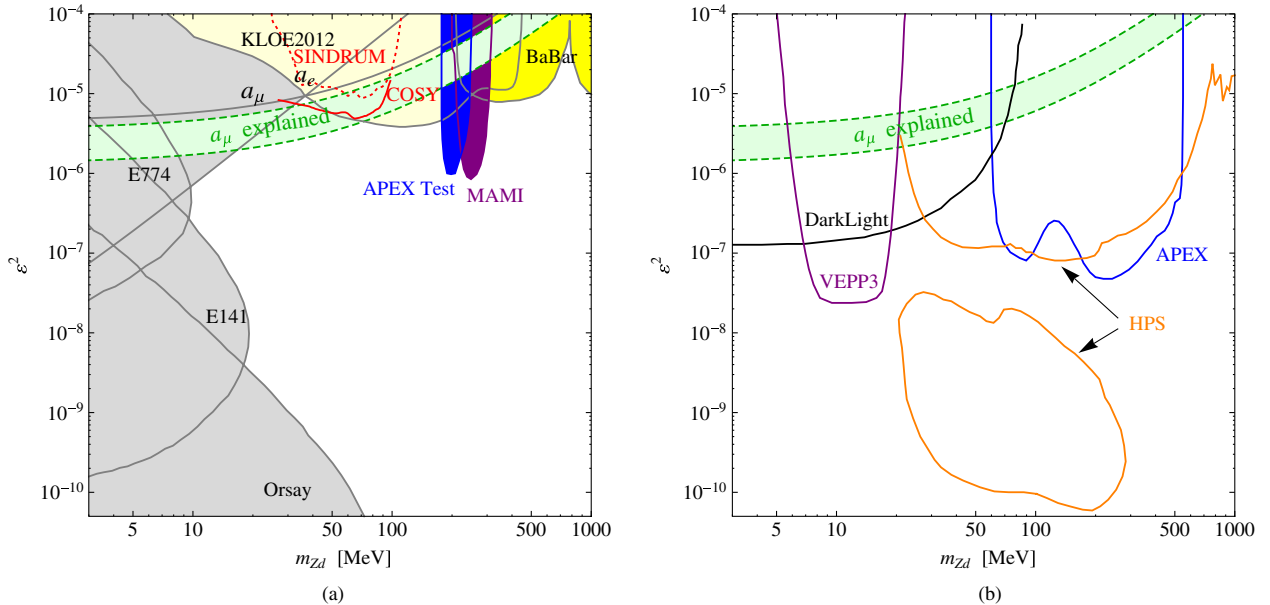 10⁻⁴
10⁻⁵
10⁻⁶
10⁻⁷
10⁻⁸
10⁻⁹
10⁻¹⁰
ε²
KLOE2012
SINDRUM
a_e
a_μ
COSY
BaBar
a_μ explained
E774
APEX Test
MAMI
E141
Orsay
5 10 50 100 500 1000
m_Zd [MeV]
(a)
10⁻⁴
10⁻⁵
10⁻⁶
10⁻⁷
10⁻⁸
10⁻⁹
10⁻¹⁰
ε²
a_μ explained
DarkLight
VEPP3
APEX
HPS
5 10 50 100 500 1000
m_Zd [MeV]
(b)